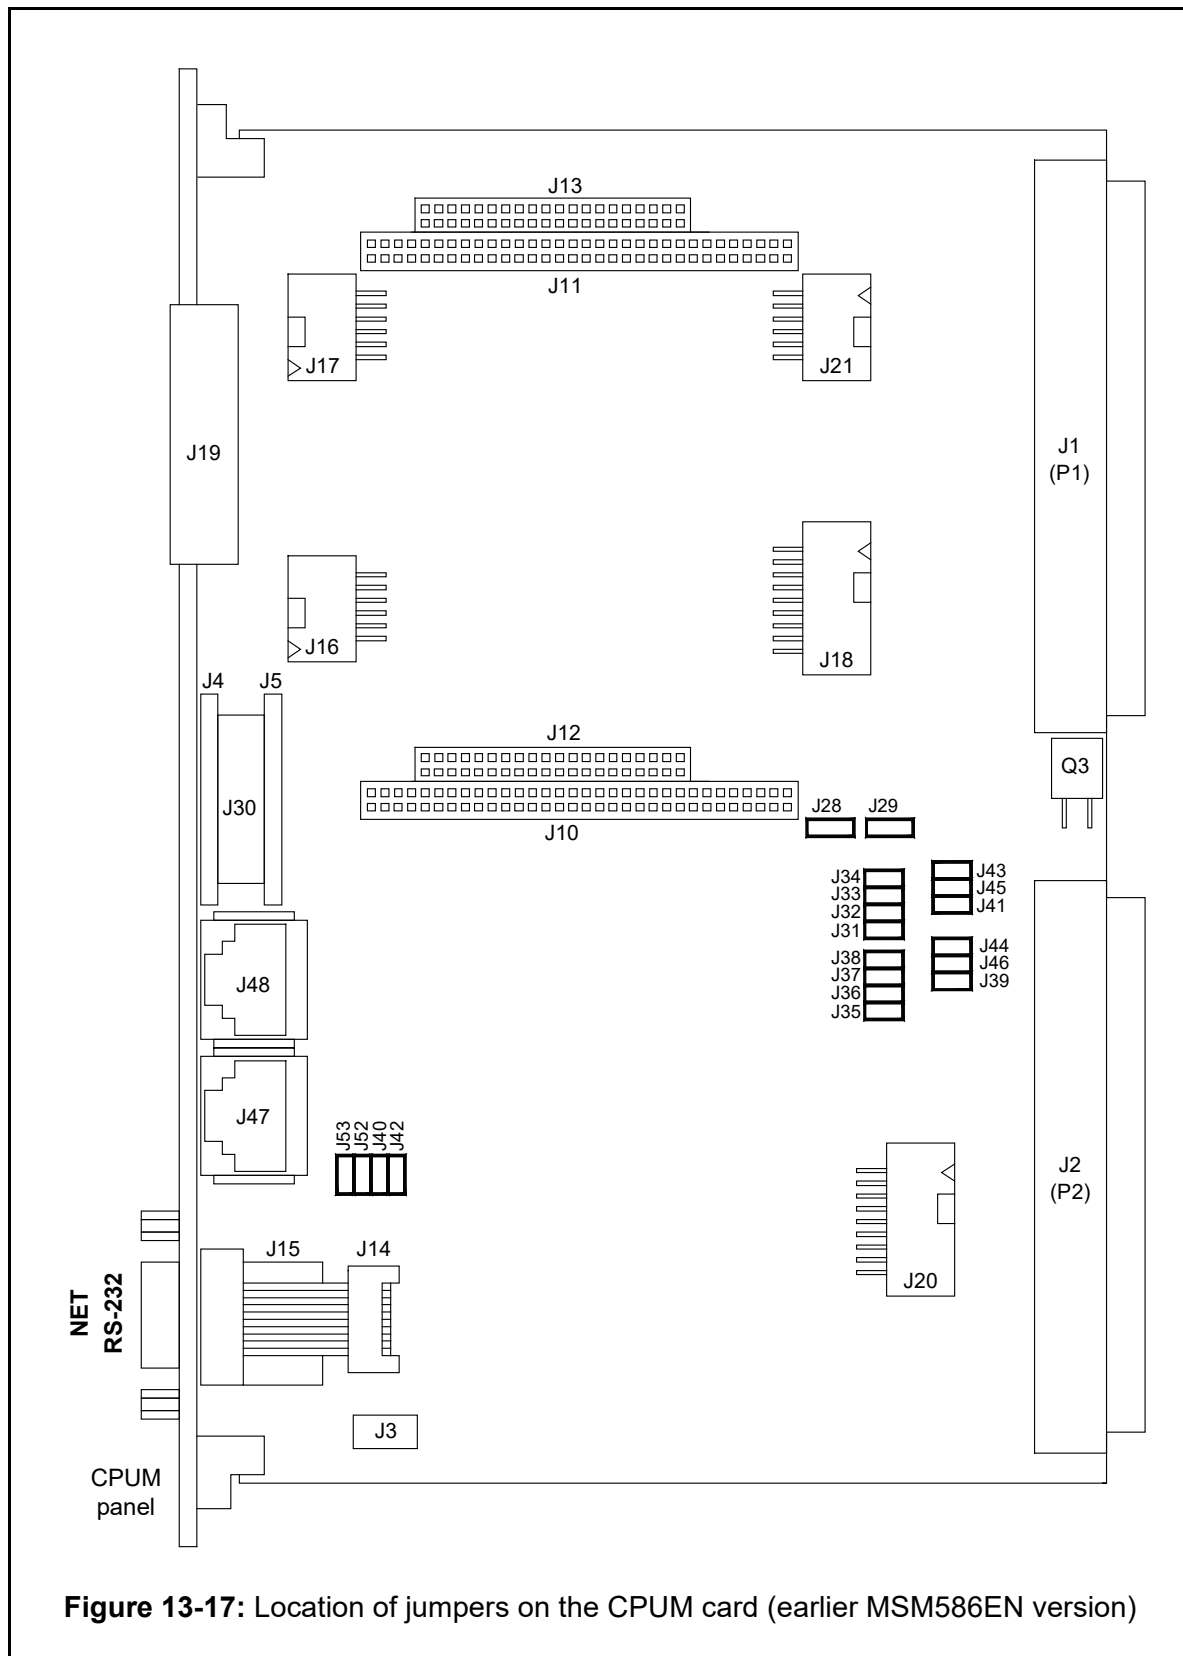 J13
J11
J17
J21
J19
J1
(P1)
J16
J18
J4
J5
J12
Q3
J30
J10
J28
J29
J34
J33
J32
J31
J43
J45
J41
J38
J37
J36
J35
J44
J46
J39
J48
J47
J53
J52
J40
J42
J2
(P2)
J15
J14
J20
NET
RS-232
J3
CPUM
panel
Figure 13-17: Location of jumpers on the CPUM card (earlier MSM586EN version)